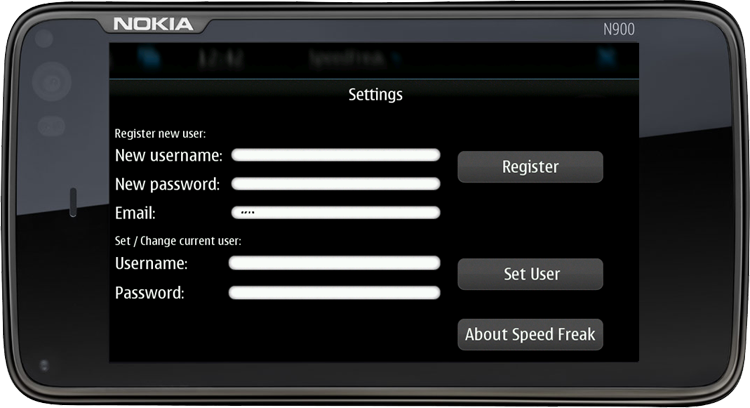 NOKIA
N900
12:42
SpeedFreak
Settings
Register new user:
New username:
New password:
Register
Email:
••••
Set / Change current user:
Username:
Set User
Password:
About Speed Freak